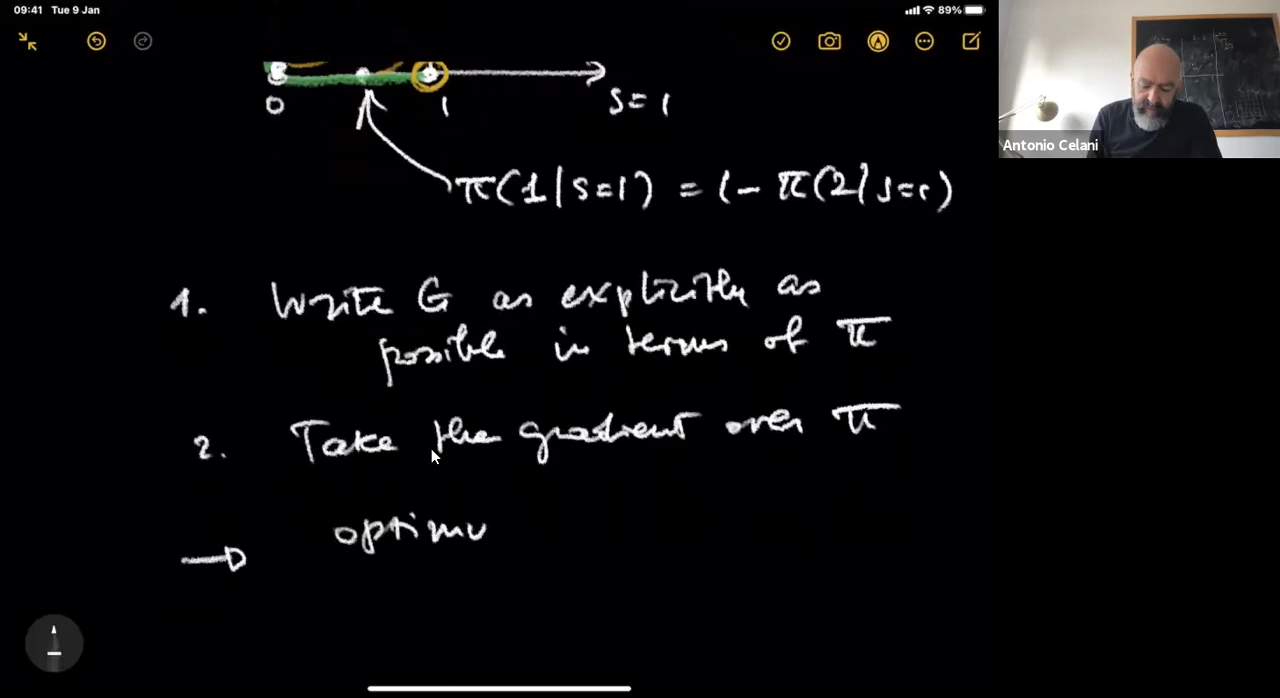 09:41 Tue 9 Jan 89%
0 1 s=1
π(1|s=1) = 1- π(2|s=1)
1. Write G as explicitly as
possible in terms of π
2. Take the gradient over π
→ optimu
Antonio Celani